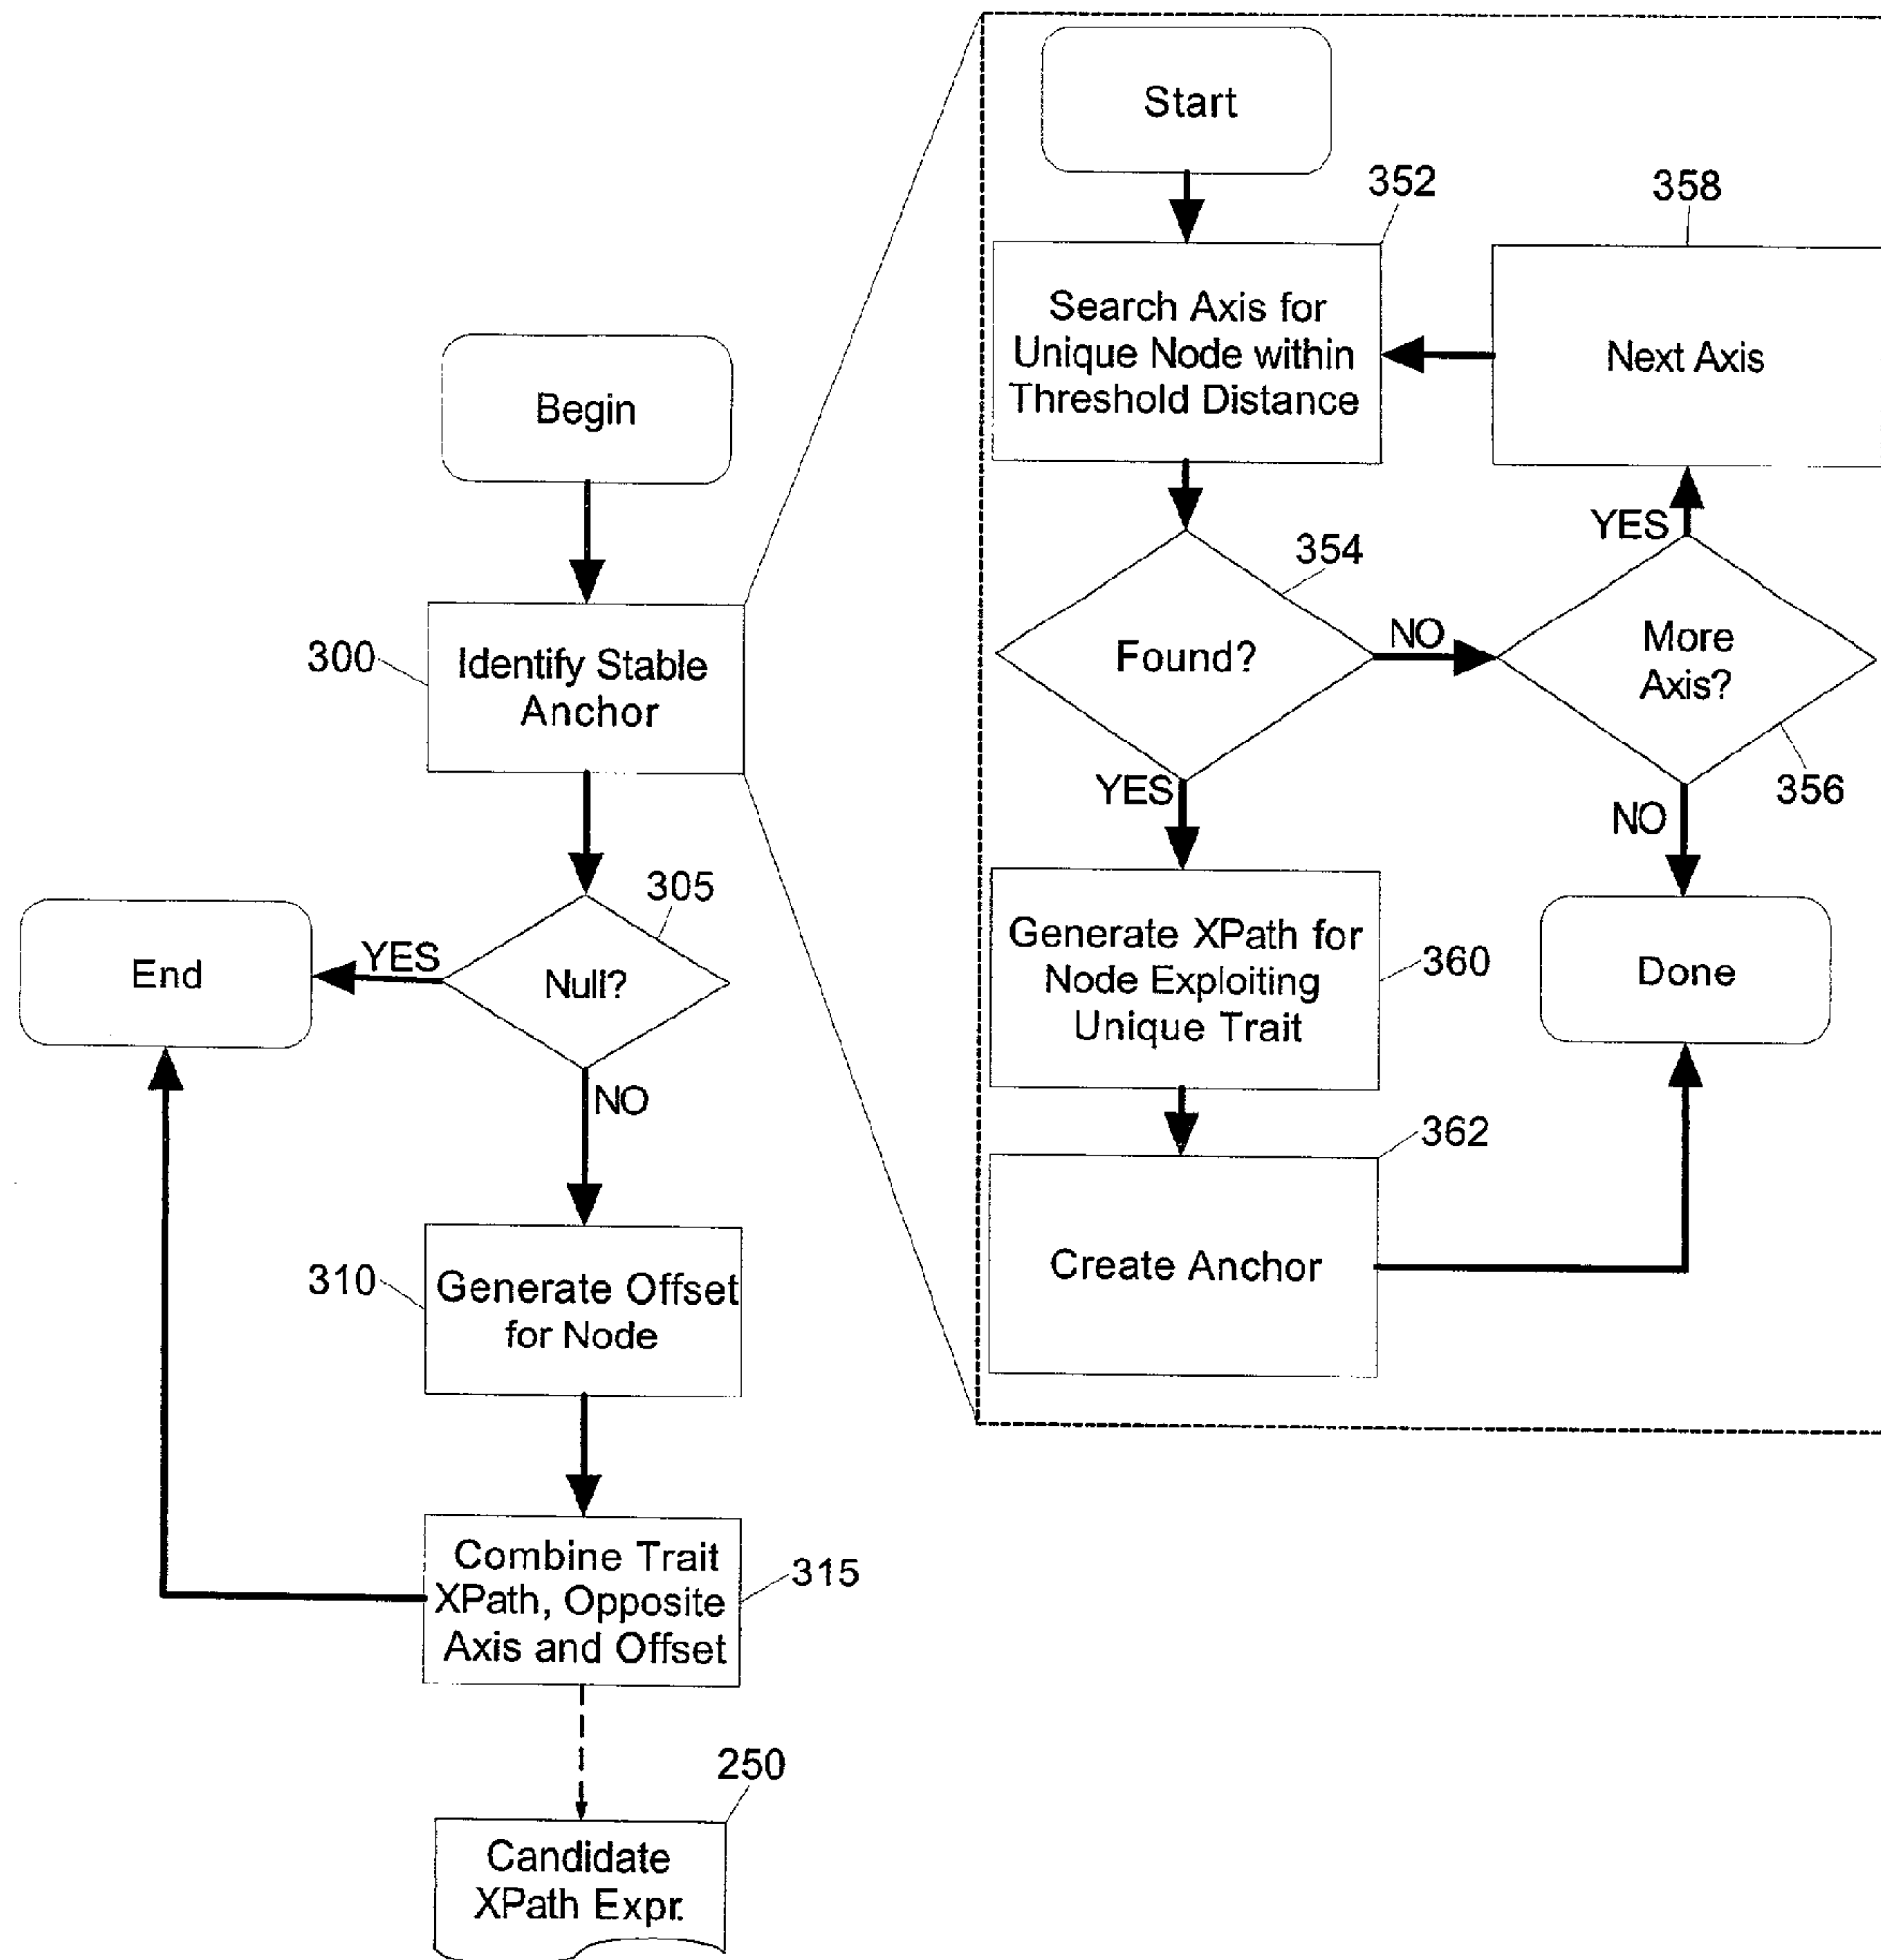 Begin
300
Identify Stable
Anchor
305
Null?
YES
End
NO
310
Generate Offset
for Node
315
Combine Trait
XPath, Opposite
Axis and Offset
250
Candidate
XPath Expr.
Start
352
Search Axis for
Unique Node within
Threshold Distance
358
Next Axis
354
Found?
NO
YES
More
Axis?
356
YES
NO
Generate XPath for
Node Exploiting
Unique Trait
360
Done
362
Create Anchor